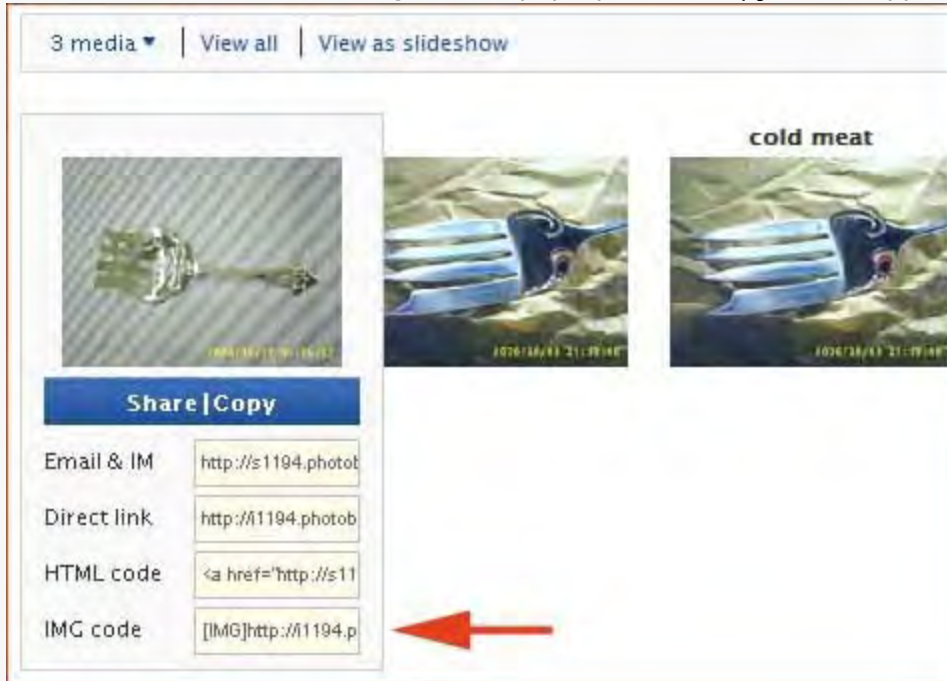 3 media ▾ | View all | View as slideshow
cold meat
Share|Copy
Email & IM http://s1194.photob
Direct link http://i1194.photob
HTML code <a href="http://s11
IMG code [IMG]http://i1194.p